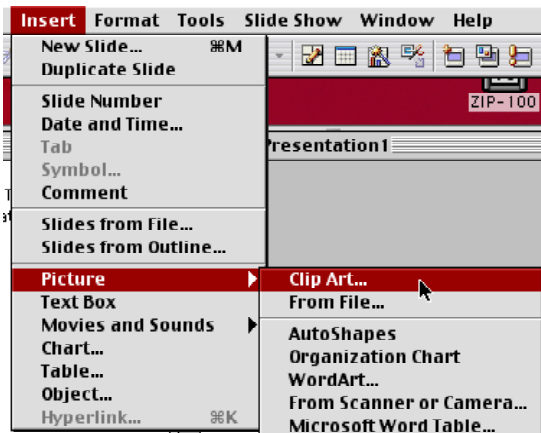 Insert Format Tools Slide Show Window Help
New Slide... ⌘M
Duplicate Slide
Slide Number
ZIP-100
Date and Time...
Tab
Presentation1
Symbol...
Comment
Slides from File...
Slides from Outline...
Picture
Clip Art...
Text Box
From File...
Movies and Sounds
AutoShapes
Chart...
Organization Chart
Table...
WordArt...
Object...
From Scanner or Camera...
Hyperlink... ⌘K
Microsoft Word Table...